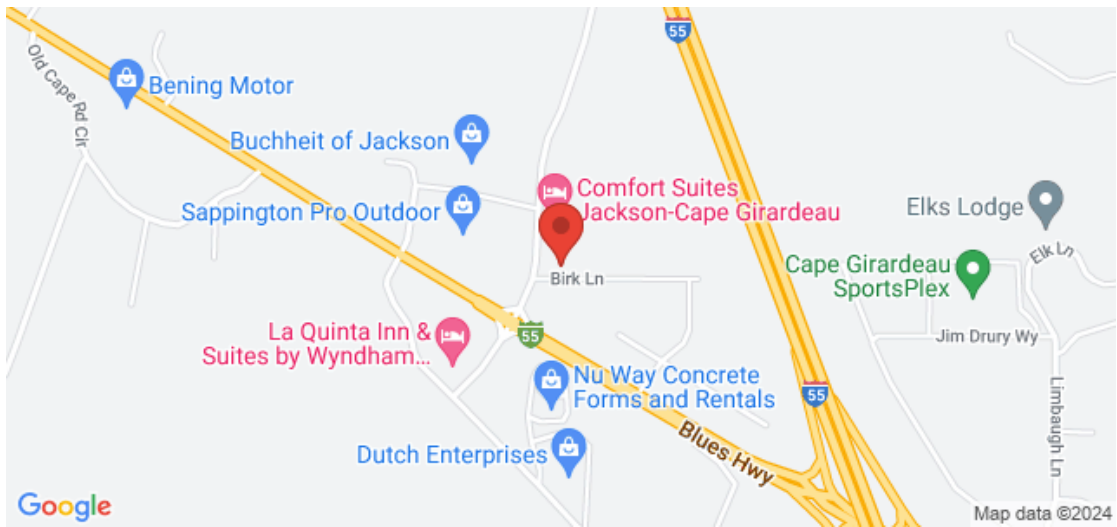 55
Old Cape Rd Cir
Bening Motor
Buchheit of Jackson
Comfort Suites
Jackson-Cape Girardeau
Sappington Pro Outdoor
Elks Lodge
Elk Ln
Cape Girardeau
SportsPlex
Birk Ln
La Quinta Inn &
Suites by Wyndham...
55
Jim Drury Wy
Nu Way Concrete
Forms and Rentals
55
Limbaugh Ln
Blues Hwy
Dutch Enterprises
Google
Map data ©2024